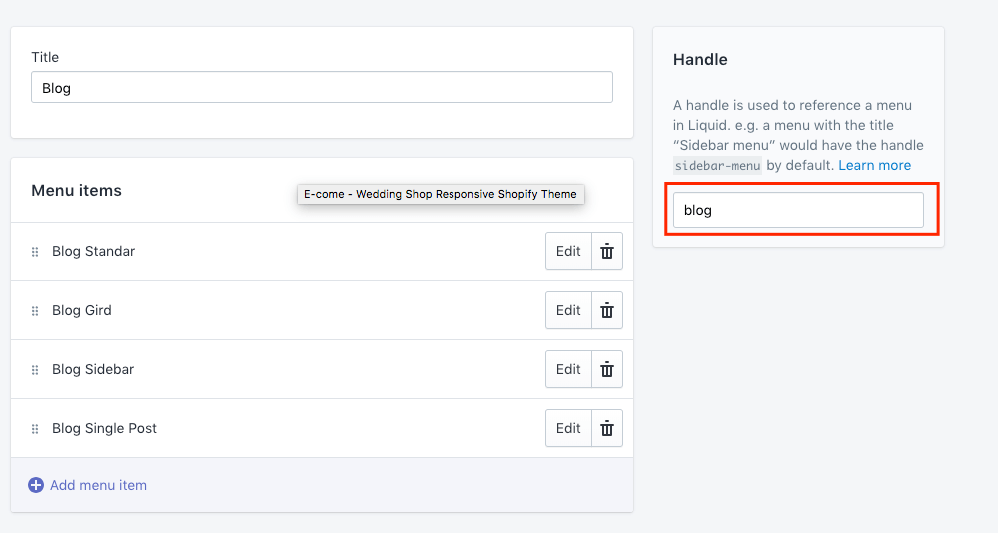 Title
Blog
Menu items
E-come - Wedding Shop Responsive Shopify Theme
Blog Standar
Edit
Blog Gird
Edit
Blog Sidebar
Edit
Blog Single Post
Edit
Add menu item
Handle
A handle is used to reference a menu
in Liquid. e.g. a menu with the title
“Sidebar menu” would have the handle
sidebar-menu by default. Learn more
blog